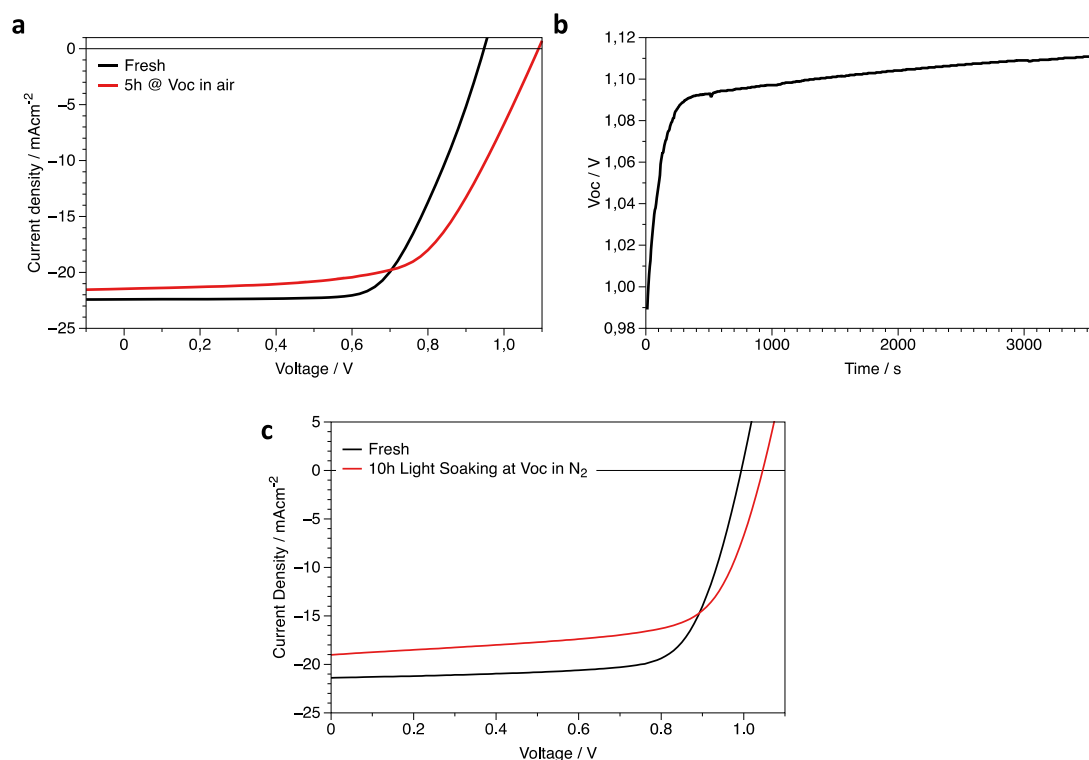 a
0
−5
−10
−15
−20
−25
Current density / mAcm⁻²
Fresh
5h @ Voc in air
0
0,2
0,4
0,6
0,8
1,0
Voltage / V
b
1,12
1,10
1,08
1,06
1,04
1,02
1,00
0,98
Voc / V
0
1000
2000
3000
Time / s
c
5
0
−5
−10
−15
−20
−25
Current Density / mAcm⁻²
Fresh
10h Light Soaking at Voc in N₂
0
0.2
0.4
0.6
0.8
1.0
Voltage / V